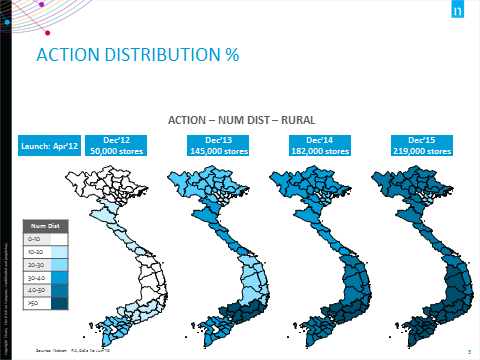 n
ACTION DISTRIBUTION %
ACTION – NUM DIST – RURAL
Launch: Apr'12
Dec'12
50,000 stores
Dec'13
145,000 stores
Dec'14
182,000 stores
Dec'15
219,000 stores
Num Dist
0-10
10-20
20-30
30-40
40-50
>50
Source: Nielsen
3